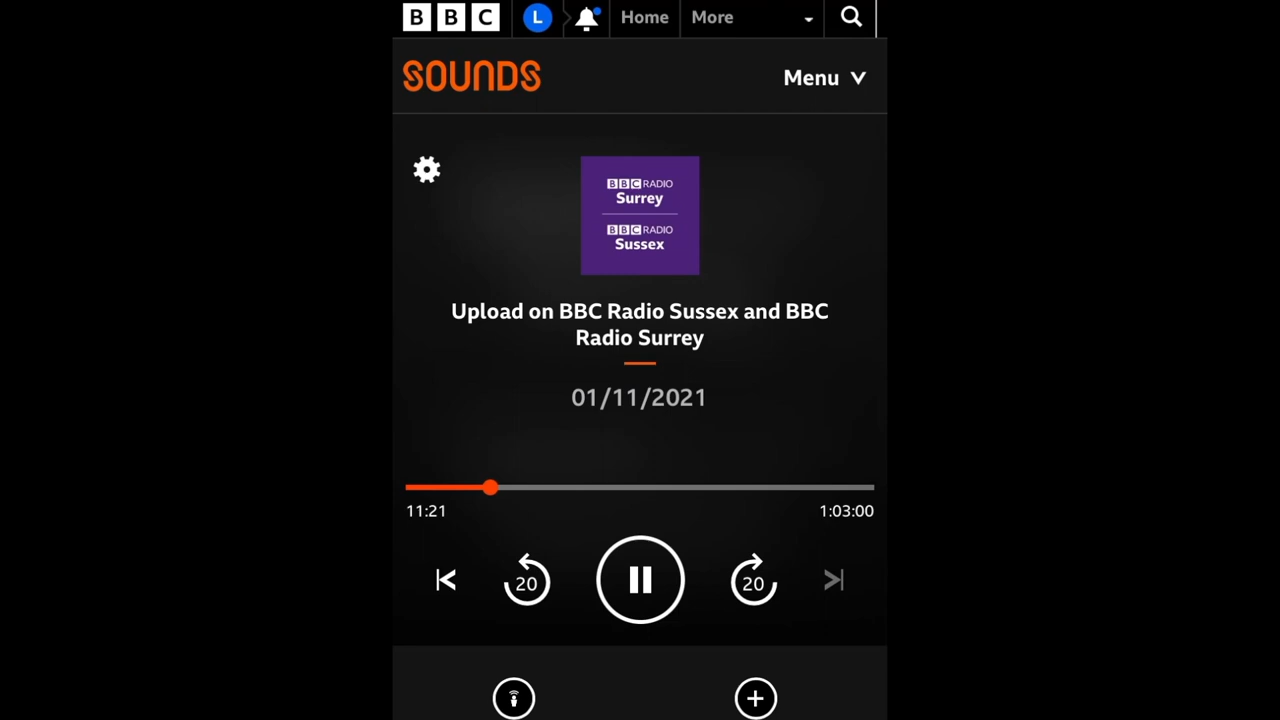 BBC L Home More
SOUNDS Menu
BBC RADIO
Surrey
BBC RADIO
Sussex
Upload on BBC Radio Sussex and BBC
Radio Surrey
01/11/2021
11:21 1:03:00
20 20